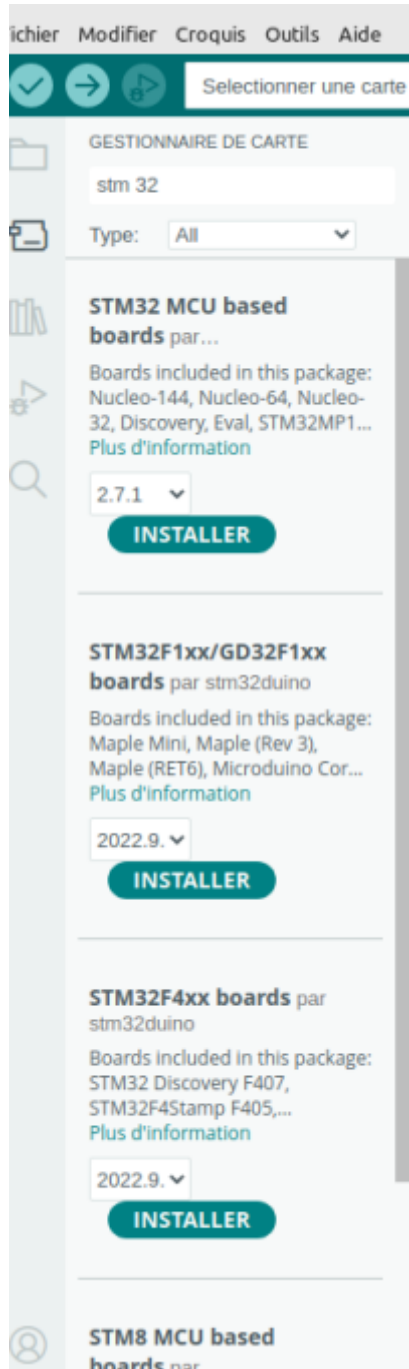 ichier Modifier Croquis Outils Aide
Selectionner une carte
GESTIONNAIRE DE CARTE
stm 32
Type: All
STM32 MCU based
boards par...
Boards included in this package:
Nucleo-144, Nucleo-64, Nucleo-
32, Discovery, Eval, STM32MP1...
Plus d'information
2.7.1
INSTALLER
STM32F1xx/GD32F1xx
boards par stm32duino
Boards included in this package:
Maple Mini, Maple (Rev 3),
Maple (RET6), Microduino Cor...
Plus d'information
2022.9.
INSTALLER
STM32F4xx boards par
stm32duino
Boards included in this package:
STM32 Discovery F407,
STM32F4Stamp F405,...
Plus d'information
2022.9.
INSTALLER
STM8 MCU based
boards par